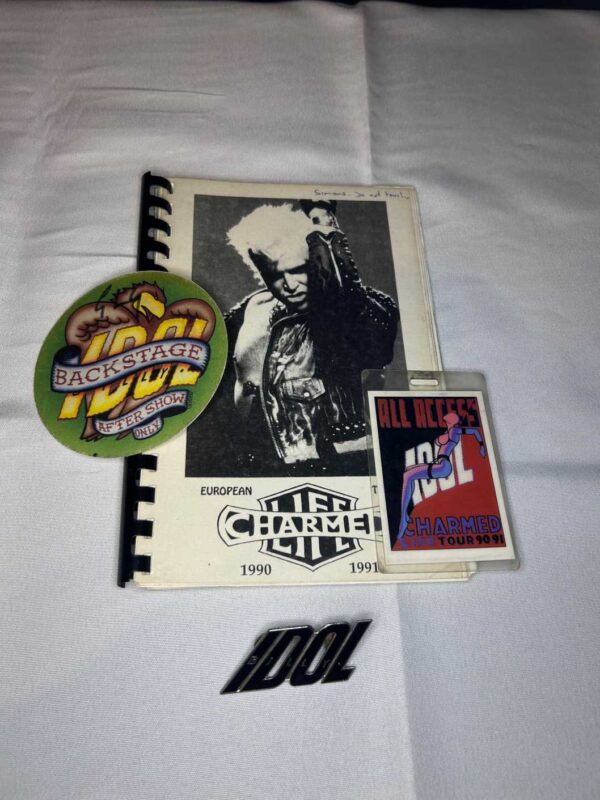 IDOL
BACKSTAGE
AFTER SHOW
ONLY
EUROPEAN
CHARMED
LIFE
1990 1991
ALL ACCESS
IDOL
CHARMED
LIFE TOUR 90 91
BILLY
IDOL